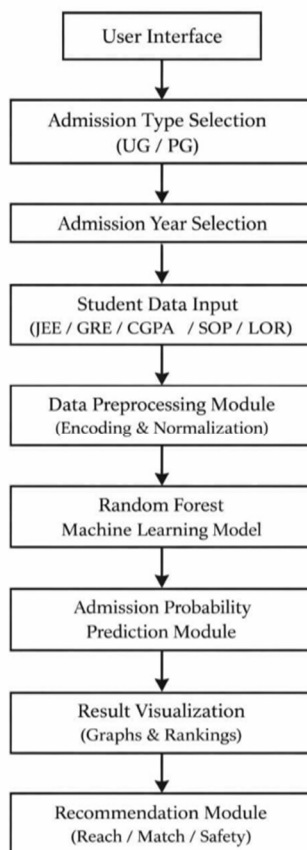 User Interface
Admission Type Selection
(UG / PG)
Admission Year Selection
Student Data Input
(JEE / GRE / CGPA / SOP / LOR)
Data Preprocessing Module
(Encoding & Normalization)
Random Forest
Machine Learning Model
Admission Probability
Prediction Module
Result Visualization
(Graphs & Rankings)
Recommendation Module
(Reach / Match / Safety)